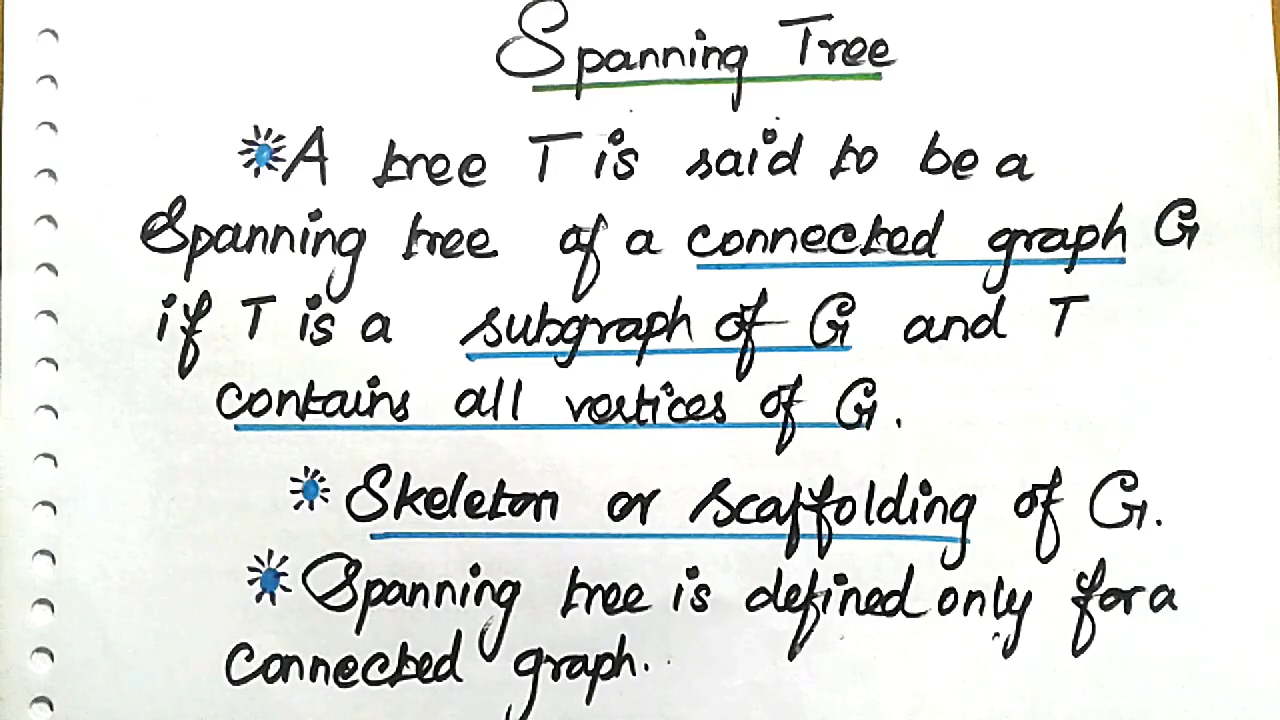 Spanning Tree
A tree T is said to be a
Spanning tree of a connected graph G
if T is a subgraph of G and T
contains all vertices of G.
Skeleton or scaffolding of G.
Spanning tree is defined only for a
connected graph.